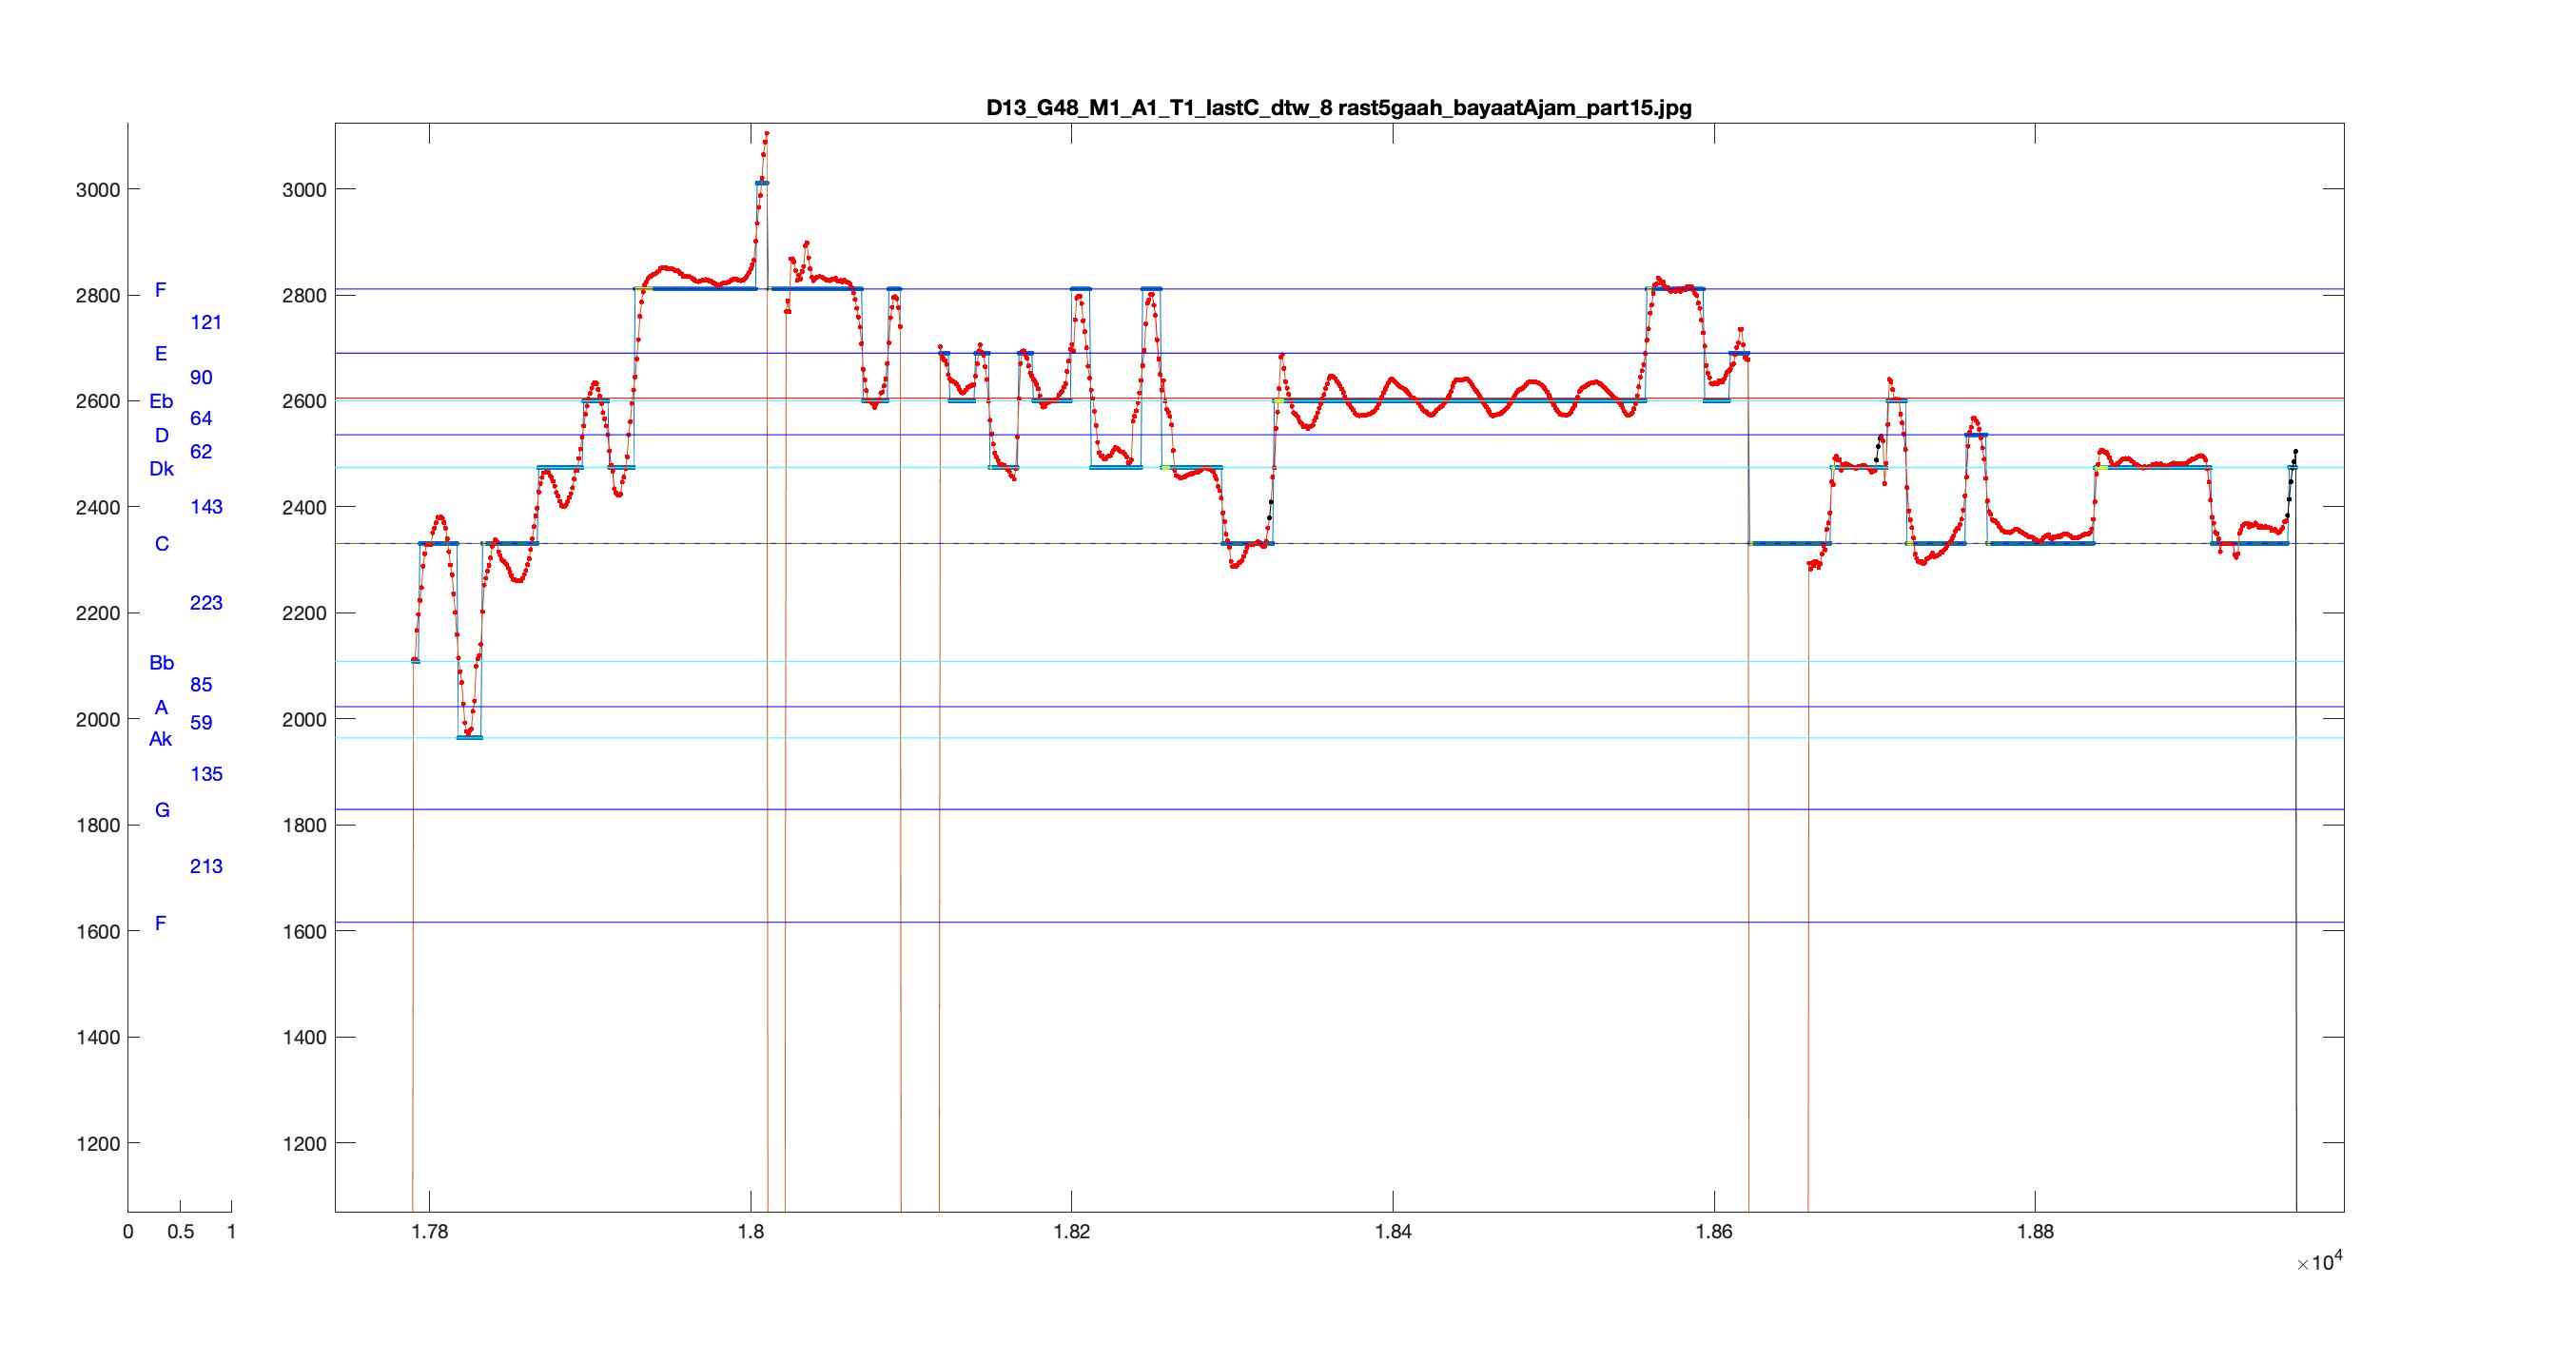 D13_G48_M1_A1_T1_lastC_dtw_8 rast5gaah_bayaatAjam_part15.jpg
3000 3000
2800 F 2800
121
E
90
2600 Eb 2600
64
D
62
Dk
2400 143 2400
C
2200 223 2200
Bb
85
A
2000 59 2000
Ak
135
1800 G 1800
213
1600 F 1600
1400 1400
1200 1200
0 0.5 1 1.78 1.8 1.82 1.84 1.86 1.88
×10⁴